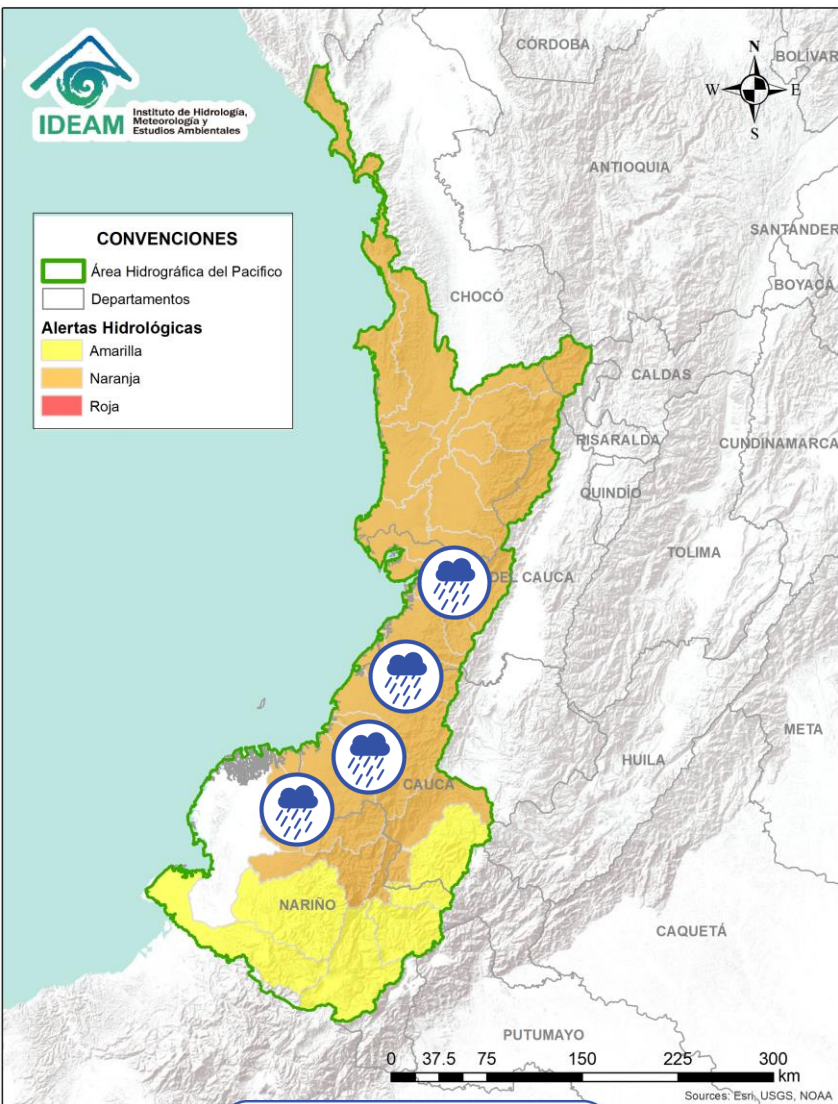 IDEAM
Instituto de Hidrología,
Meteorología y
Estudios Ambientales
CÓRDOBA
BOLÍVAR
N
W
E
S
ANTIOQUIA
SANTANDER
BOYACÁ
CONVENCIONES
Área Hidrográfica del Pacifico
Departamentos
Alertas Hidrológicas
Amarilla
Naranja
Roja
CHOCÓ
CALDAS
RISARALDA
CUNDINAMARCA
QUINDÍO
TOLIMA
DEL CAUCA
META
HUILA
CAUCA
NARIÑO
CAQUETÁ
PUTUMAYO
0 37.5 75 150 225 300
km
Sources: Esri, USGS, NOAA